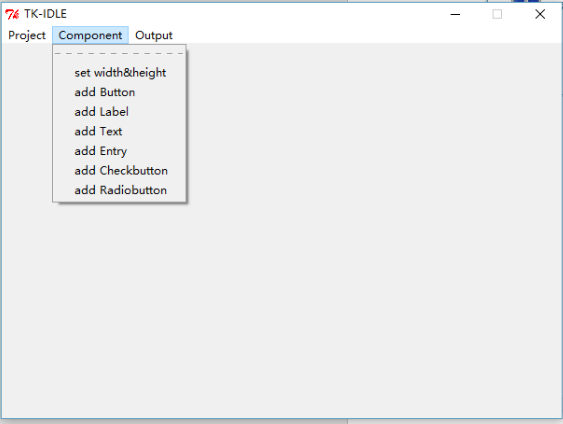 TK-IDLE
Project Component Output
set width&height
add Button
add Label
add Text
add Entry
add Checkbutton
add Radiobutton